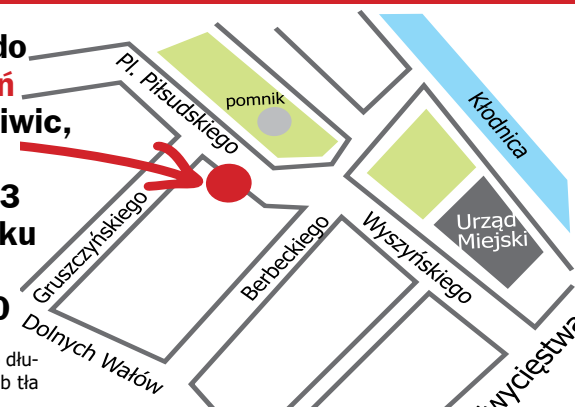 do
ń
iwic,
3
ku
0
dłu-
b tła
Pl. Piłsudskiego
pomnik
Kłodnica
Gruszczyńskiego
Berbeckiego
Wyszyńskiego
Urząd
Miejski
Dolnych Wałów
wycięstwa